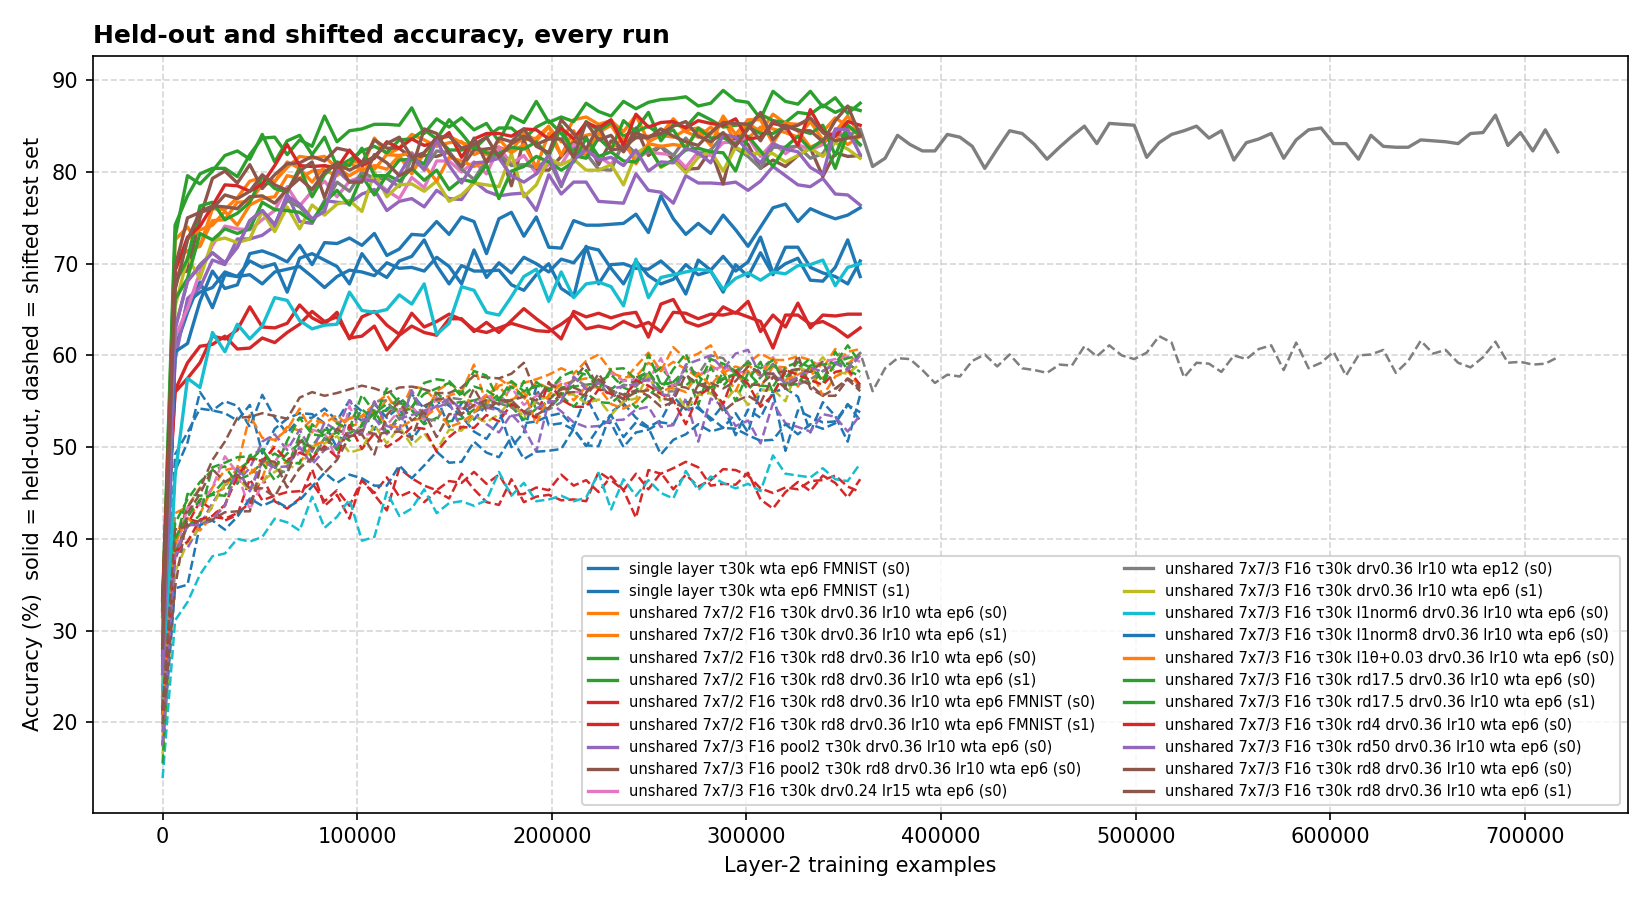 Held-out and shifted accuracy, every run
Accuracy (%)  solid = held-out, dashed = shifted test set
90
80
70
60
50
40
30
20
single layer τ30k wta ep6 FMNIST (s0)
single layer τ30k wta ep6 FMNIST (s1)
unshared 7x7/2 F16 τ30k drv0.36 lr10 wta ep6 (s0)
unshared 7x7/2 F16 τ30k drv0.36 lr10 wta ep6 (s1)
unshared 7x7/2 F16 τ30k rd8 drv0.36 lr10 wta ep6 (s0)
unshared 7x7/2 F16 τ30k rd8 drv0.36 lr10 wta ep6 (s1)
unshared 7x7/2 F16 τ30k rd8 drv0.36 lr10 wta ep6 FMNIST (s0)
unshared 7x7/2 F16 τ30k rd8 drv0.36 lr10 wta ep6 FMNIST (s1)
unshared 7x7/3 F16 pool2 τ30k drv0.36 lr10 wta ep6 (s0)
unshared 7x7/3 F16 pool2 τ30k rd8 drv0.36 lr10 wta ep6 (s0)
unshared 7x7/3 F16 τ30k drv0.24 lr15 wta ep6 (s0)
unshared 7x7/3 F16 τ30k drv0.36 lr10 wta ep12 (s0)
unshared 7x7/3 F16 τ30k drv0.36 lr10 wta ep6 (s1)
unshared 7x7/3 F16 τ30k l1norm6 drv0.36 lr10 wta ep6 (s0)
unshared 7x7/3 F16 τ30k l1norm8 drv0.36 lr10 wta ep6 (s0)
unshared 7x7/3 F16 τ30k l1θ+0.03 drv0.36 lr10 wta ep6 (s0)
unshared 7x7/3 F16 τ30k rd17.5 drv0.36 lr10 wta ep6 (s0)
unshared 7x7/3 F16 τ30k rd17.5 drv0.36 lr10 wta ep6 (s1)
unshared 7x7/3 F16 τ30k rd4 drv0.36 lr10 wta ep6 (s0)
unshared 7x7/3 F16 τ30k rd50 drv0.36 lr10 wta ep6 (s0)
unshared 7x7/3 F16 τ30k rd8 drv0.36 lr10 wta ep6 (s0)
unshared 7x7/3 F16 τ30k rd8 drv0.36 lr10 wta ep6 (s1)
0 100000 200000 300000 400000 500000 600000 700000
Layer-2 training examples